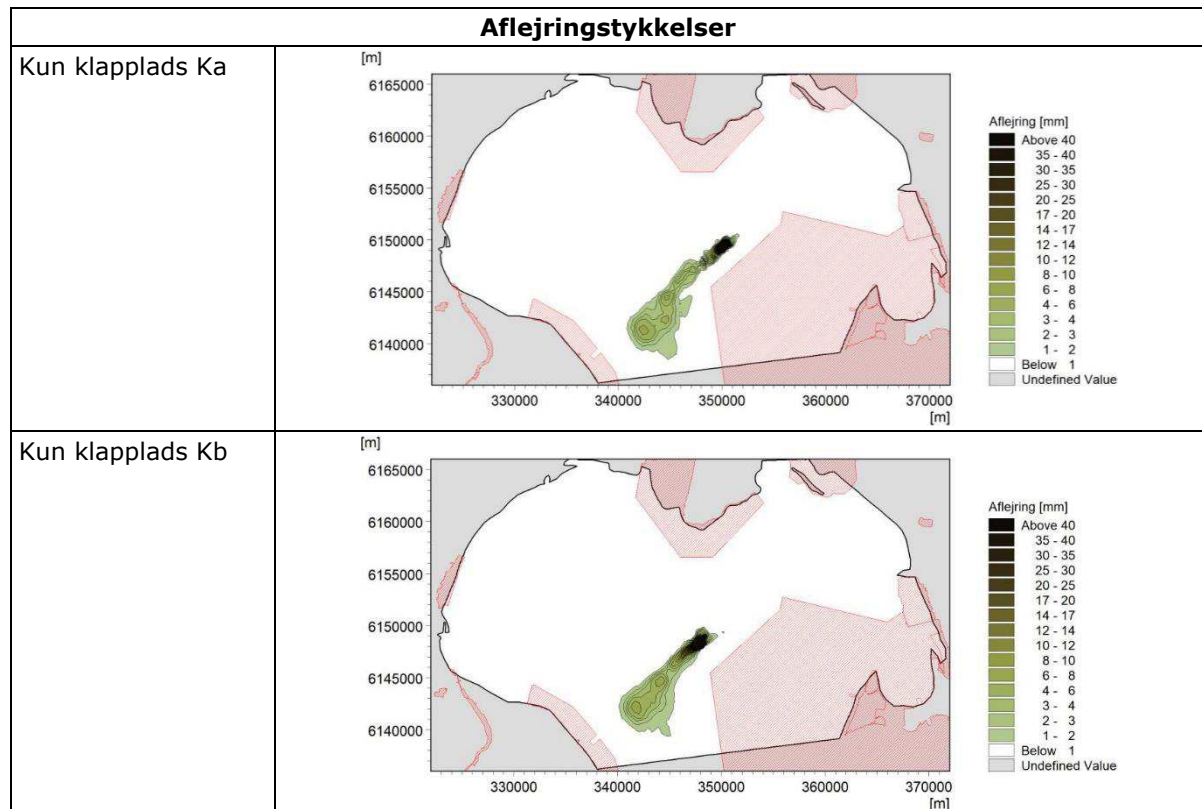 Aflejringstykkelser
Kun klapplads Ka
[m]
6165000
6160000
6155000
6150000
6145000
6140000
330000 340000 350000 360000 370000
[m]
Aflejring [mm]
Above 40
35 - 40
30 - 35
25 - 30
20 - 25
17 - 20
14 - 17
12 - 14
10 - 12
8 - 10
6 - 8
4 - 6
3 - 4
2 - 3
1 - 2
Below 1
Undefined Value
Kun klapplads Kb
[m]
6165000
6160000
6155000
6150000
6145000
6140000
330000 340000 350000 360000 370000
[m]
Aflejring [mm]
Above 40
35 - 40
30 - 35
25 - 30
20 - 25
17 - 20
14 - 17
12 - 14
10 - 12
8 - 10
6 - 8
4 - 6
3 - 4
2 - 3
1 - 2
Below 1
Undefined Value